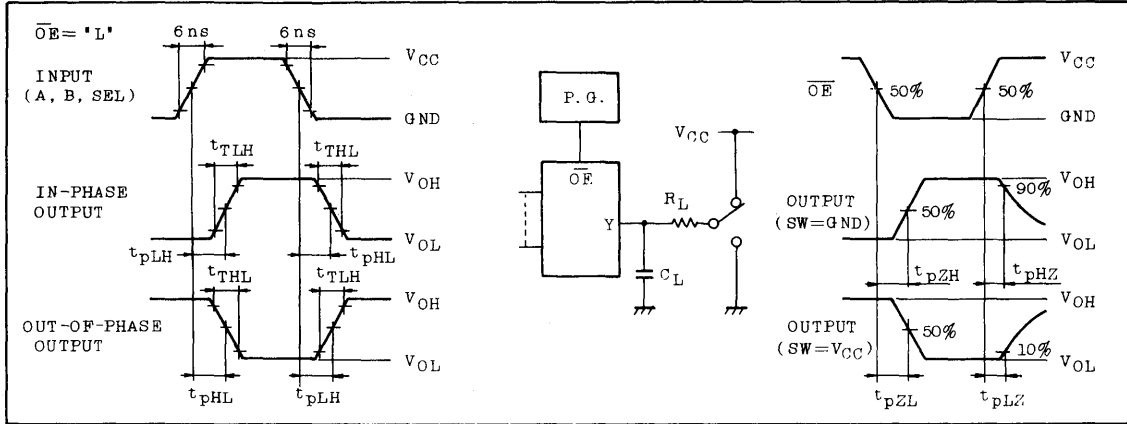 OE = "L"
6ns 6ns
INPUT
(A, B, SEL)
VCC
GND
tTLH tTHL
IN-PHASE
OUTPUT
VOH
VOL
tpLH tpHL
tTHL tTLH
OUT-OF-PHASE
OUTPUT
VOH
VOL
tpHL tpLH
P.G.
OE
Y
VCC
RL
CL
OE
50% 50%
VCC
GND
OUTPUT
(SW=GND)
50%
VOH
90%
VOL
tpZH tpHZ
OUTPUT
(SW=VCC)
50%
VOH
10%
VOL
tpZL tpLZ